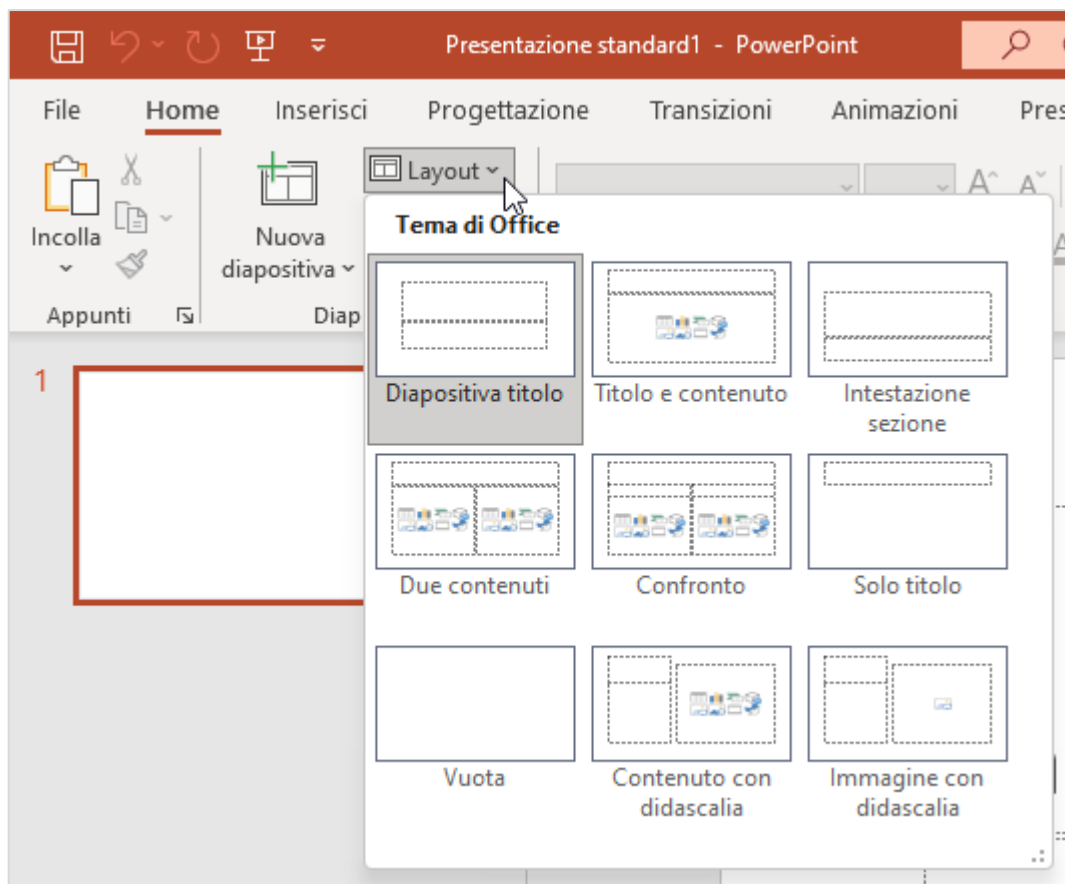 Presentazione standard1 - PowerPoint
File Home Inserisci Progettazione Transizioni Animazioni Pres
Layout
Incolla
Nuova
diapositiva
Appunti
Diap
Tema di Office
Diapositiva titolo
Titolo e contenuto
Intestazione
sezione
Due contenuti
Confronto
Solo titolo
Vuota
Contenuto con
didascalia
Immagine con
didascalia
1